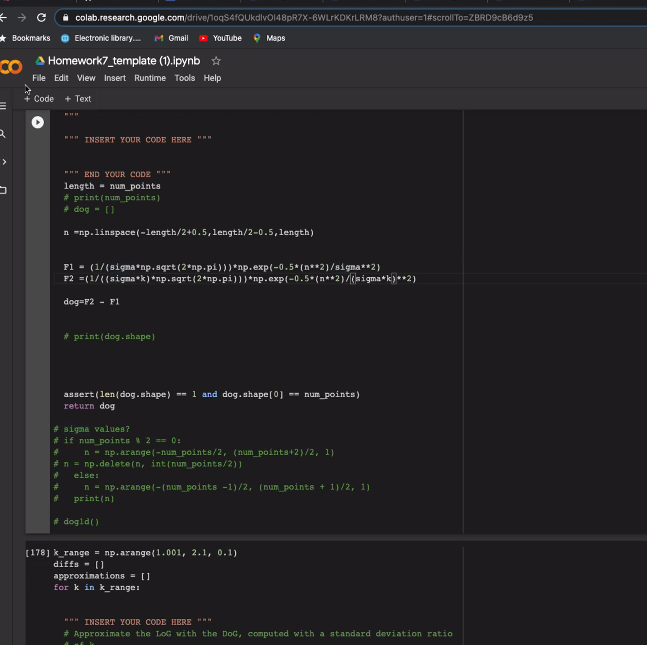 colab.research.google.com/drive/1oqS4fQUkdlvOl48pR7X-6WLrKDKrLRM8?authuser=1#scrollTo=ZBRD9cB6d9z5
Bookmarks Electronic library.... Gmail YouTube Maps
Homework7_template (1).ipynb
File Edit View Insert Runtime Tools Help
+ Code + Text
"""
""" INSERT YOUR CODE HERE """
""" END YOUR CODE """
length = num_points
# print(num_points)
# dog = []
n =np.linspace(-length/2+0.5,length/2-0.5,length)
F1 = (1/(sigma*np.sqrt(2*np.pi)))*np.exp(-0.5*(n**2)/sigma**2)
F2 =(1/((sigma*k)*np.sqrt(2*np.pi)))*np.exp(-0.5*(n**2)/(sigma*k)**2)
dog=F2 - F1
# print(dog.shape)
assert(len(dog.shape) == 1 and dog.shape[0] == num_points)
return dog
# sigma values?
# if num_points % 2 == 0:
#     n = np.arange(-num_points/2, (num_points+2)/2, 1)
# n = np.delete(n, int(num_points/2))
#   else:
#     n = np.arange(-(num_points -1)/2, (num_points + 1)/2, 1)
#   print(n)
# dog1d()
[178] k_range = np.arange(1.001, 2.1, 0.1)
diffs = []
approximations = []
for k in k_range:
""" INSERT YOUR CODE HERE """
# Approximate the LoG with the DoG, computed with a standard deviation ratio
# of k